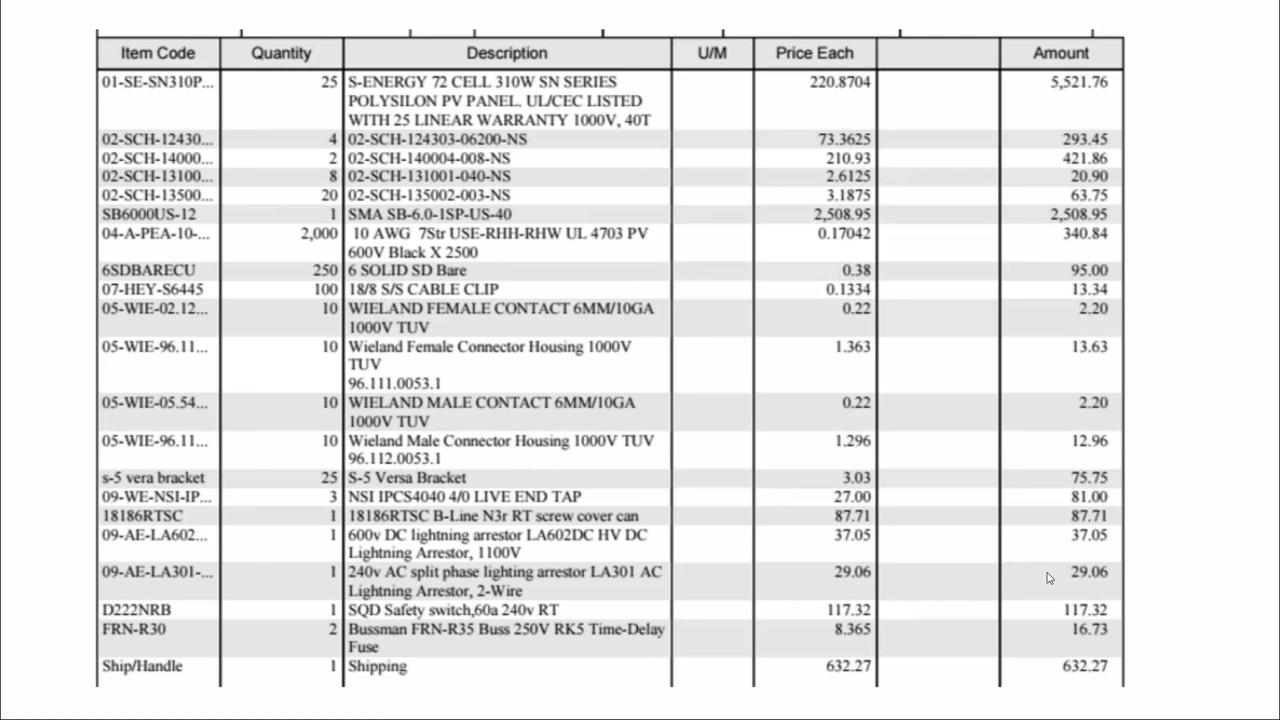 Item Code Quantity Description U/M Price Each Amount
01-SE-SN310P... 25 S-ENERGY 72 CELL 310W SN SERIES 220.8704 5,521.76
POLYSILON PV PANEL. UL/CEC LISTED
WITH 25 LINEAR WARRANTY 1000V, 40T
02-SCH-12430... 4 02-SCH-124303-06200-NS 73.3625 293.45
02-SCH-14000... 2 02-SCH-140004-008-NS 210.93 421.86
02-SCH-13100... 8 02-SCH-131001-040-NS 2.6125 20.90
02-SCH-13500... 20 02-SCH-135002-003-NS 3.1875 63.75
SB6000US-12 1 SMA SB-6.0-1SP-US-40 2,508.95 2,508.95
04-A-PEA-10-... 2,000 10 AWG 7Str USE-RHH-RHW UL 4703 PV 0.17042 340.84
600V Black X 2500
6SDBARECU 250 6 SOLID SD Bare 0.38 95.00
07-HEY-S6445 100 18/8 S/S CABLE CLIP 0.1334 13.34
05-WIE-02.12... 10 WIELAND FEMALE CONTACT 6MM/10GA 0.22 2.20
1000V TUV
05-WIE-96.11... 10 Wieland Female Connector Housing 1000V 1.363 13.63
TUV
96.111.0053.1
05-WIE-05.54... 10 WIELAND MALE CONTACT 6MM/10GA 0.22 2.20
1000V TUV
05-WIE-96.11... 10 Wieland Male Connector Housing 1000V TUV 1.296 12.96
96.112.0053.1
s-5 vera bracket 25 S-5 Versa Bracket 3.03 75.75
09-WE-NSI-IP... 3 NSI IPCS4040 4/0 LIVE END TAP 27.00 81.00
18186RTSC 1 18186RTSC B-Line N3r RT screw cover can 87.71 87.71
09-AE-LA602... 1 600v DC lightning arrestor LA602DC HV DC 37.05 37.05
Lightning Arrestor, 1100V
09-AE-LA301-... 1 240v AC split phase lighting arrestor LA301 AC 29.06 29.06
Lightning Arrestor, 2-Wire
D222NRB 1 SQD Safety switch,60a 240v RT 117.32 117.32
FRN-R30 2 Bussman FRN-R35 Buss 250V RK5 Time-Delay 8.365 16.73
Fuse
Ship/Handle 1 Shipping 632.27 632.27